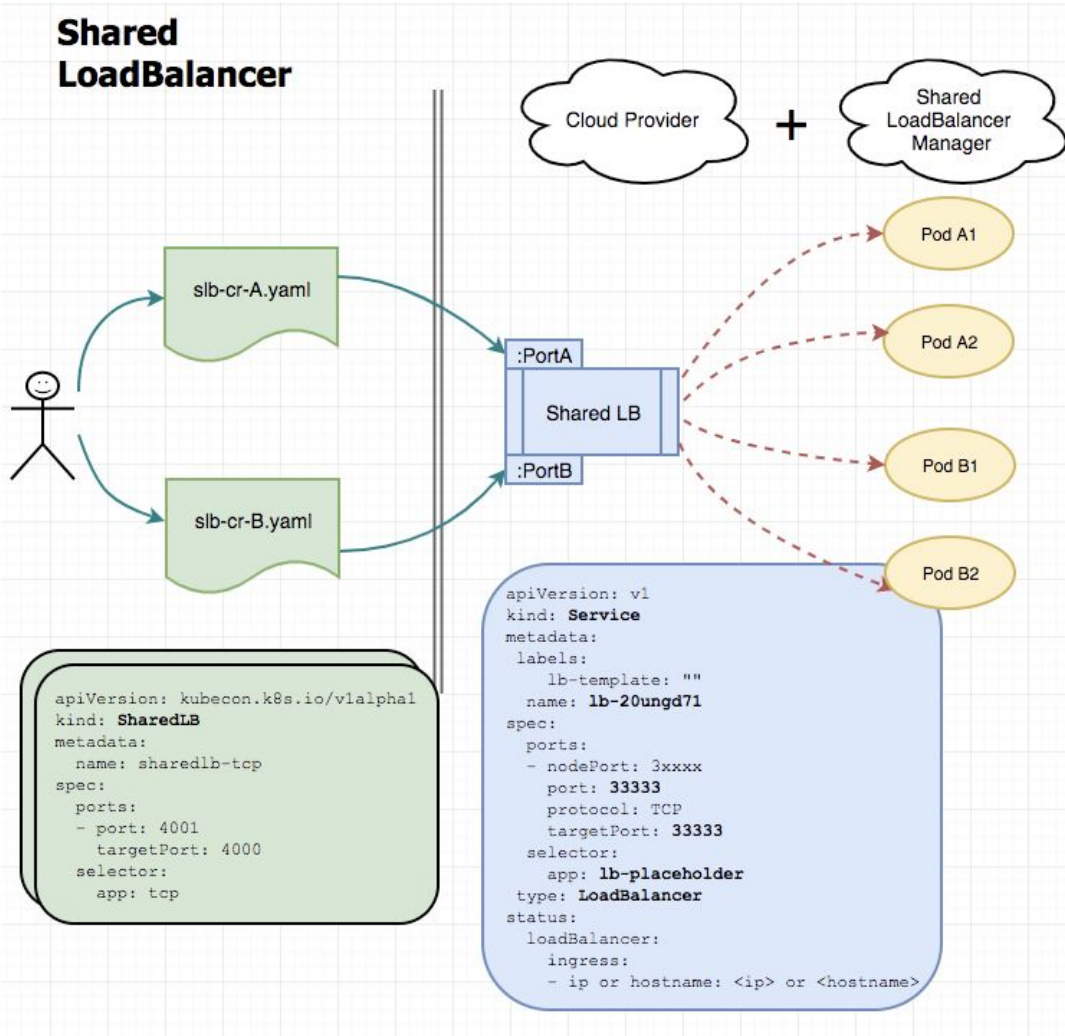 Shared
LoadBalancer
Cloud Provider
+
Shared
LoadBalancer
Manager
slb-cr-A.yaml
slb-cr-B.yaml
:PortA
Shared LB
:PortB
Pod A1
Pod A2
Pod B1
Pod B2
apiVersion: kubecon.k8s.io/v1alpha1
kind: SharedLB
metadata:
  name: sharedlb-tcp
spec:
  ports:
  - port: 4001
    targetPort: 4000
  selector:
    app: tcp
apiVersion: v1
kind: Service
metadata:
 labels:
    lb-template: ""
  name: lb-20ungd71
spec:
  ports:
  - nodePort: 3xxxx
    port: 33333
    protocol: TCP
    targetPort: 33333
  selector:
    app: lb-placeholder
 type: LoadBalancer
status:
  loadBalancer:
    ingress:
    - ip or hostname: <ip> or <hostname>